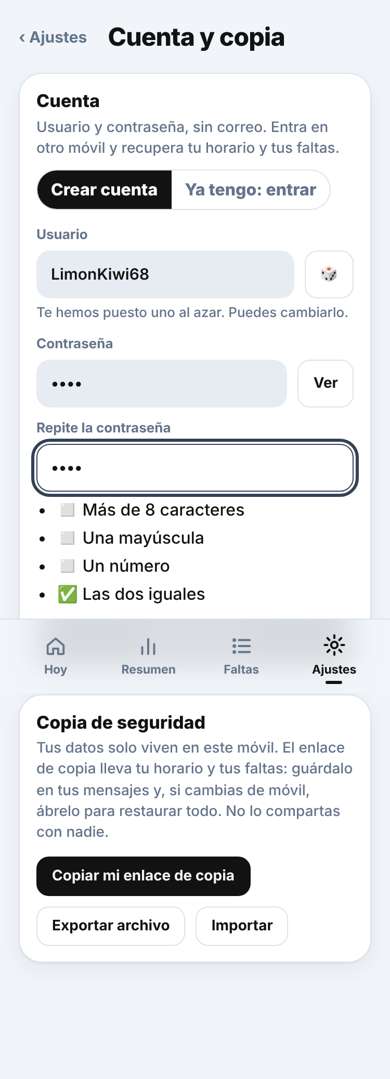 ‹ Ajustes Cuenta y copia
Cuenta
Usuario y contraseña, sin correo. Entra en
otro móvil y recupera tu horario y tus faltas.
Crear cuenta Ya tengo: entrar
Usuario
LimonKiwi68
Te hemos puesto uno al azar. Puedes cambiarlo.
Contraseña
•••• Ver
Repite la contraseña
••••
• Más de 8 caracteres
• Una mayúscula
• Un número
• ✅ Las dos iguales
Hoy Resumen Faltas Ajustes
Copia de seguridad
Tus datos solo viven en este móvil. El enlace
de copia lleva tu horario y tus faltas: guárdalo
en tus mensajes y, si cambias de móvil,
ábrelo para restaurar todo. No lo compartas
con nadie.
Copiar mi enlace de copia
Exportar archivo Importar